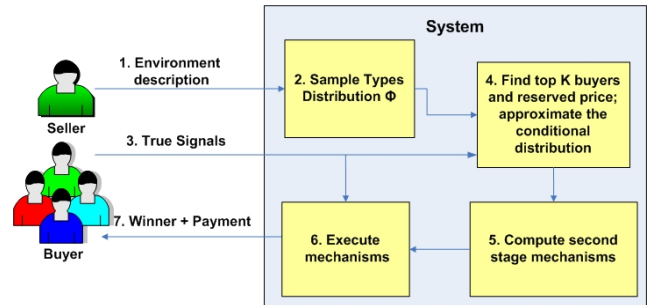 System
1. Environment
description
2. Sample Types
Distribution Φ
4. Find top K buyers
and reserved price;
approximate the
conditional
distribution
Seller
3. True Signals
7. Winner + Payment
6. Execute
mechanisms
5. Compute second
stage mechanisms
Buyer